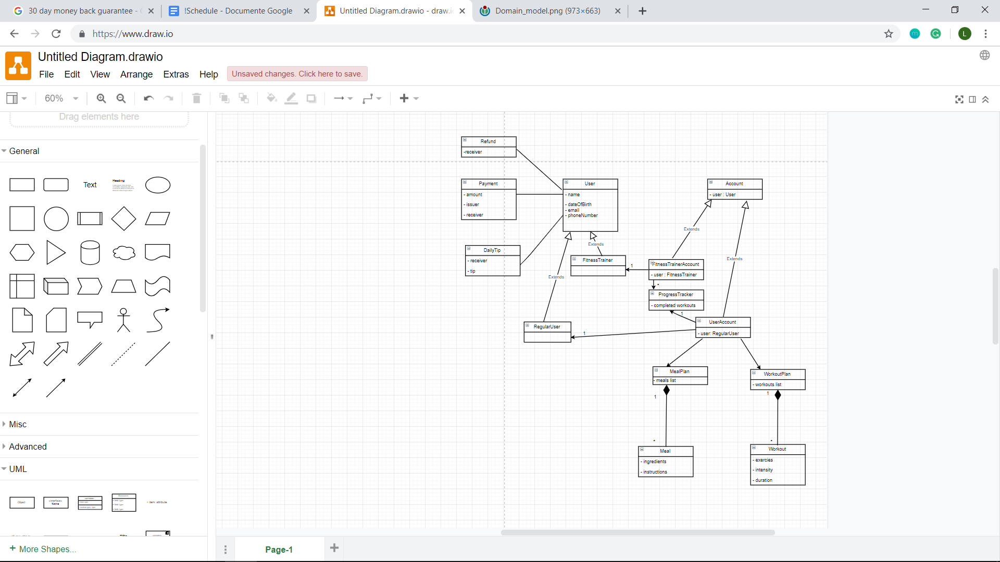 30 day money back guarantee -
!Schedule - Documente Google
Untitled Diagram.drawio - draw.i
Domain_model.png (973×663)
https://www.draw.io
L
Untitled Diagram.drawio
File Edit View Arrange Extras Help
Unsaved changes. Click here to save.
60%
Drag elements here
General
Text
Heading
Misc
Advanced
UML
Object
Name
+ item: attribute
Title
+ More Shapes...
Page-1
Refund
-receiver
Payment
- amount
- issuer
- receiver
User
- name
- dateOfBirth
- email
- phoneNumber
Account
- user : User
DailyTip
- receiver
- tip
Extends
Extends
Extends
Extends
FitnessTrainer
1
FitnessTrainerAccount
- user : FitnessTrainer
*
ProgressTracker
- completed workouts
1
RegularUser
1
UserAccount
- user: RegularUser
MealPlan
- meals list
1
WorkoutPlan
- workouts list
1
*
Meal
- ingredients
- instructions
*
Workout
- exercies
- intensity
- duration